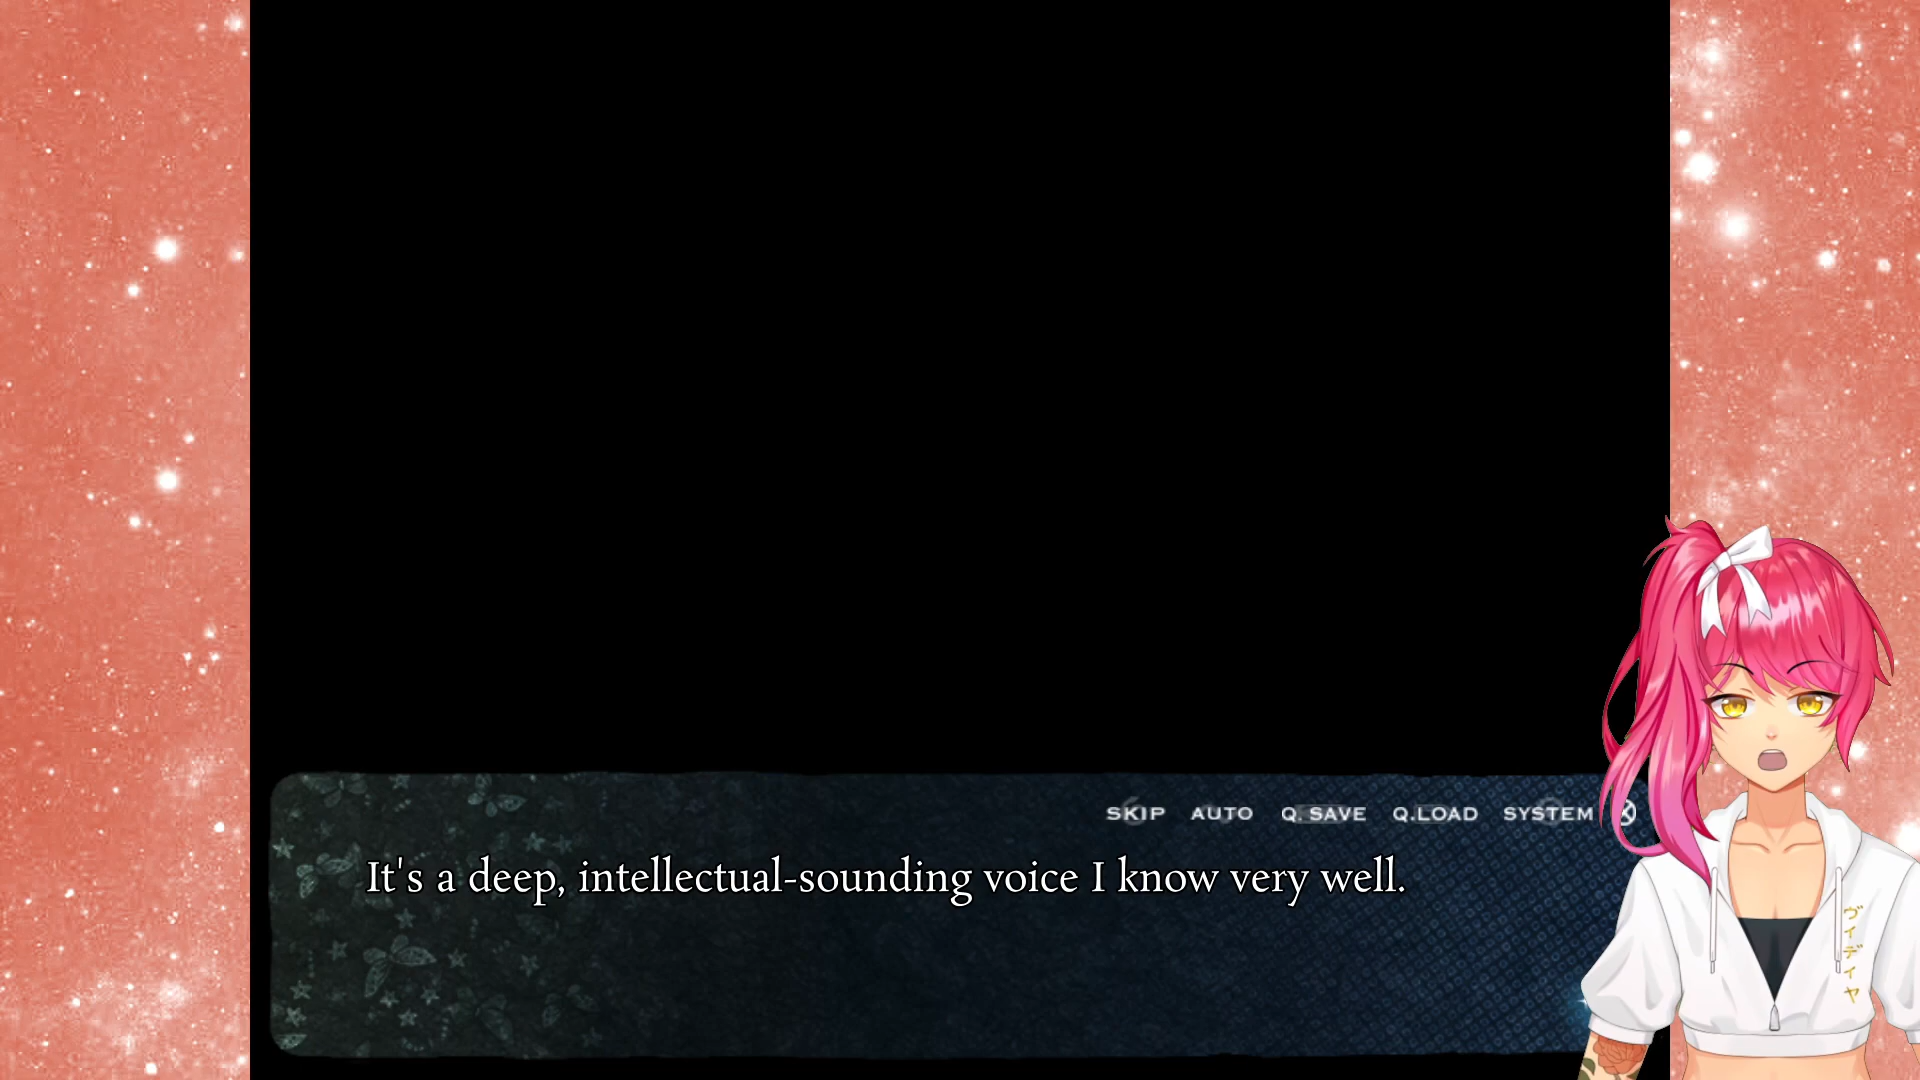 SKIP AUTO Q. SAVE Q.LOAD SYSTEM
It's a deep, intellectual-sounding voice I know very well.
ヴィディヤ